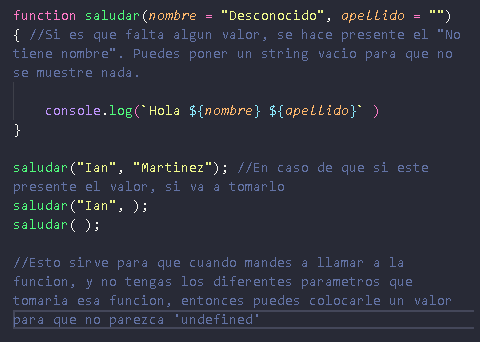 function saludar(nombre = "Desconocido", apellido = "")
{ //Si es que falta algun valor, se hace presente el "No
tiene nombre". Puedes poner un string vacio para que no
se muestre nada.
console.log(`Hola ${nombre} ${apellido}` )
}
saludar("Ian", "Martinez"); //En caso de que si este
presente el valor, si va a tomarlo
saludar("Ian", );
saludar( );
//Esto sirve para que cuando mandes a llamar a la
funcion, y no tengas los diferentes parametros que
tomaria esa funcion, entonces puedes colocarle un valor
para que no parezca 'undefined'